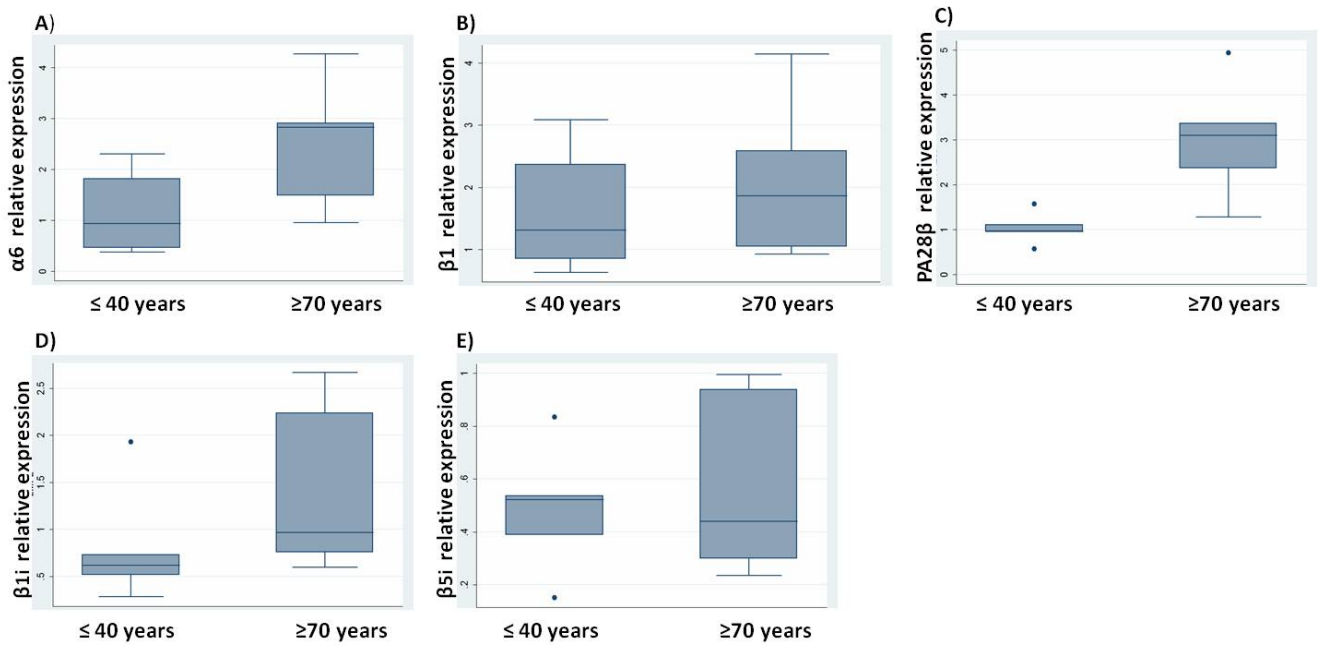 A)
α6 relative expression
4
3
2
1
0
≤ 40 years
≥70 years
B)
β1 relative expression
4
3
2
1
≤ 40 years
≥70 years
C)
PA28β relative expression
5
4
3
2
1
0
≤ 40 years
≥70 years
D)
β1i relative expression
2.5
2
1.5
1
.5
≤ 40 years
≥70 years
E)
β5i relative expression
1
.8
.6
.4
.2
≤ 40 years
≥70 years